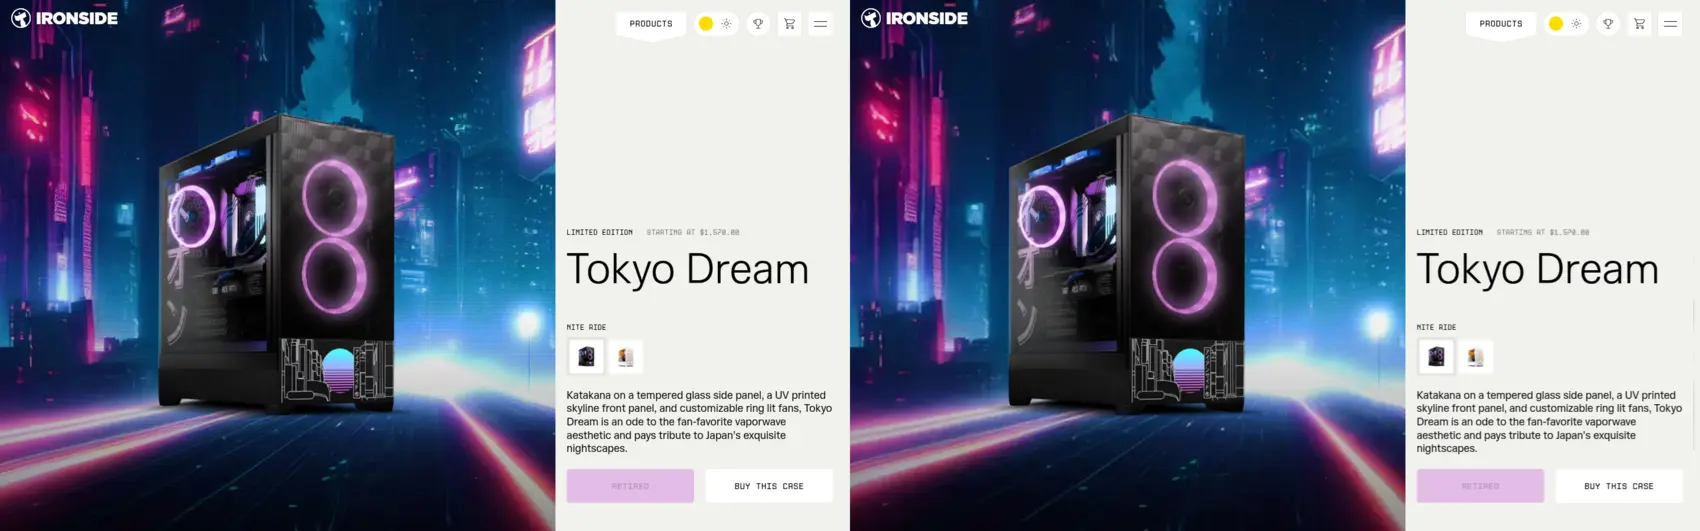 IRONSIDE
PRODUCTS
LIMITED EDITION STARTING AT $1,570.00
Tokyo Dream
NITE RIDE
Katakana on a tempered glass side panel, a UV printed
skyline front panel, and customizable ring lit fans, Tokyo
Dream is an ode to the fan-favorite vaporwave
aesthetic and pays tribute to Japan's exquisite
nightscapes.
RETIRED BUY THIS CASE
IRONSIDE
PRODUCTS
LIMITED EDITION STARTING AT $1,570.00
Tokyo Dream
NITE RIDE
Katakana on a tempered glass side panel, a UV printed
skyline front panel, and customizable ring lit fans, Tokyo
Dream is an ode to the fan-favorite vaporwave
aesthetic and pays tribute to Japan's exquisite
nightscapes.
RETIRED BUY THIS CASE